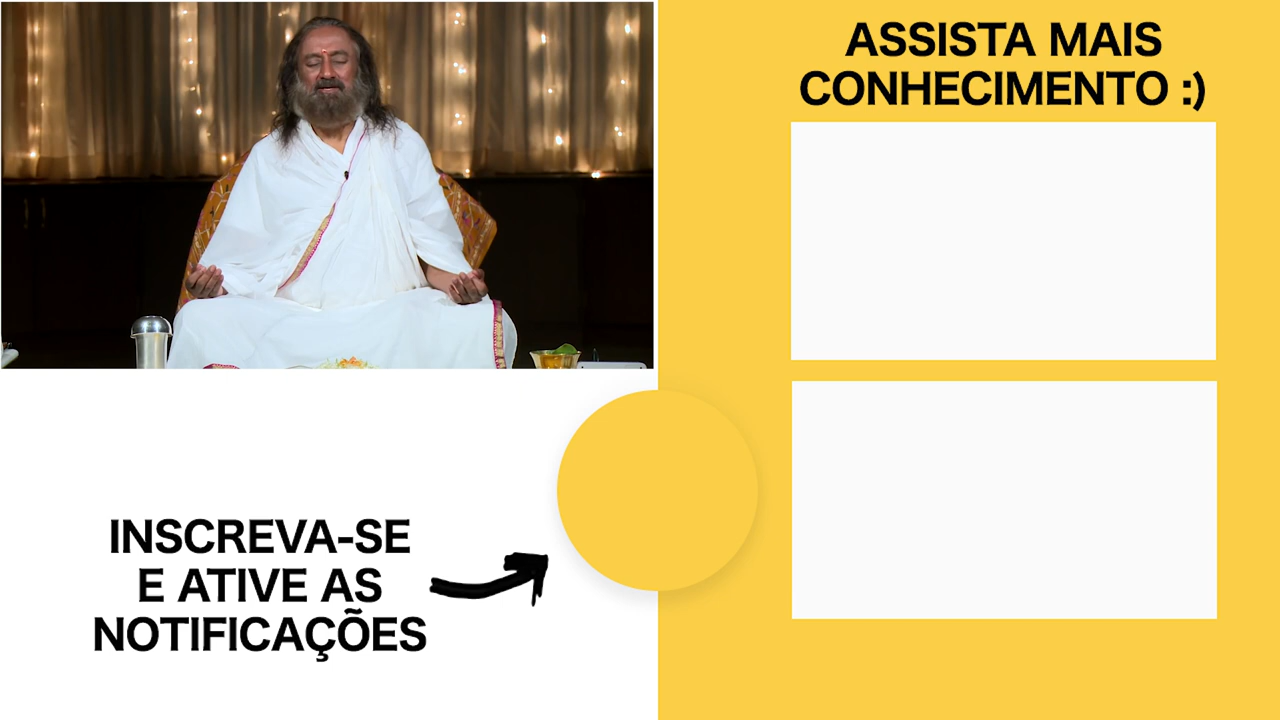 ASSISTA MAIS
CONHECIMENTO :)
INSCREVA-SE
E ATIVE AS
NOTIFICAÇÕES